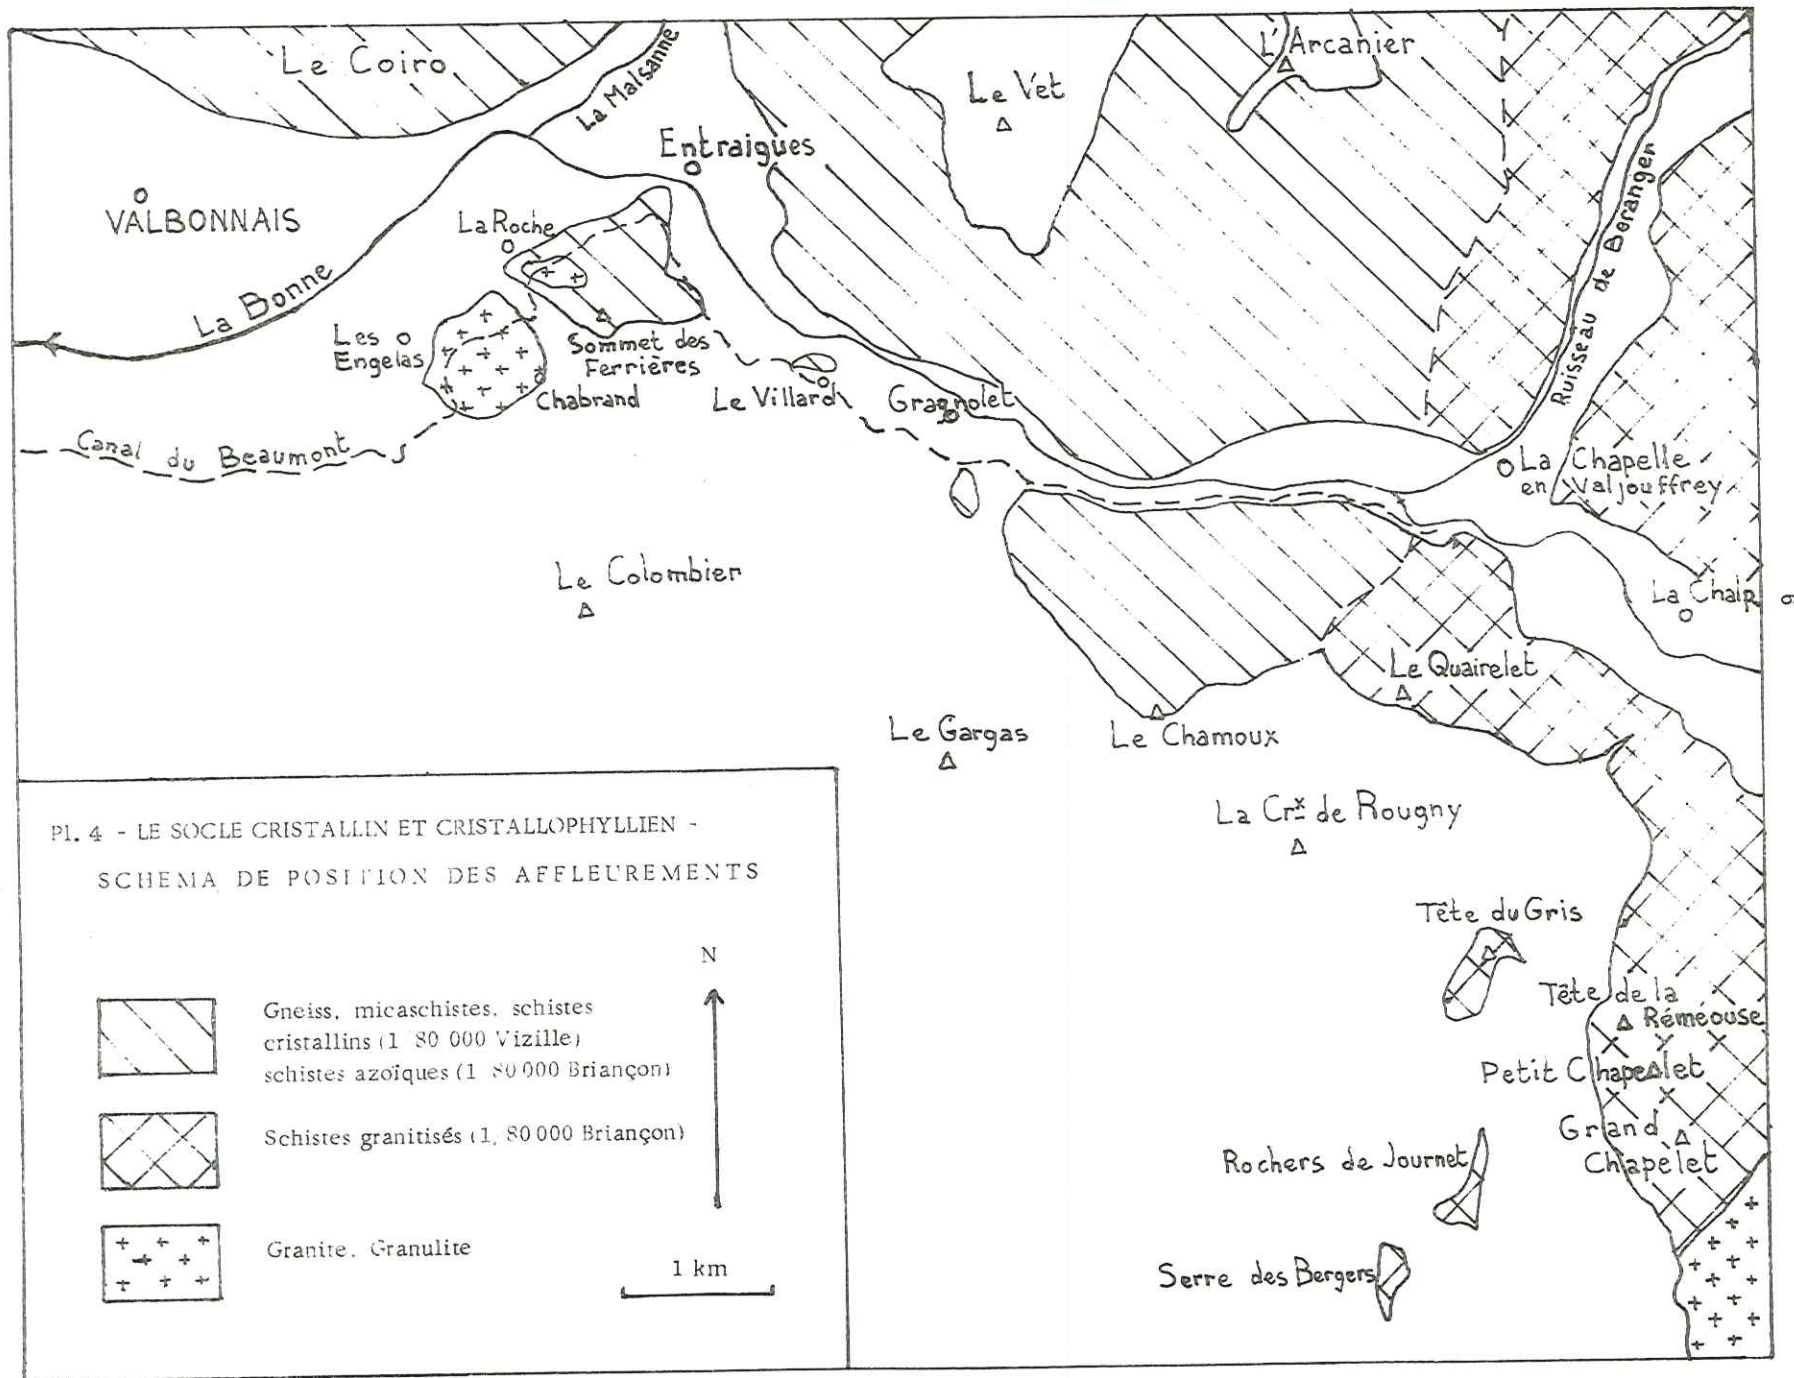 Le Coiro
La Malsanne
Le Vet
L'Arcanier
Entraigues
VALBONNAIS
La Roche
Ruisseau de Beranger
La Bonne
Les
Engelas
Sommet des
Ferrières
Chabrand
Le Villard
Gragnolet
Canal du Beaumont
La Chapelle
en Valjouffrey
Le Colombier
La Chalp
9
Le Quairelet
Le Gargas
Le Chamoux
La Crx de Rougny
Tête du Gris
Tête de la
Réméouse
Petit Chapelet
Grand
Chapelet
Rochers de Journet
Serre des Bergers
Pl. 4 - LE SOCLE CRISTALLIN ET CRISTALLOPHYLLIEN -
SCHEMA DE POSITION DES AFFLEUREMENTS
N
Gneiss, micaschistes, schistes
cristallins (1 80 000 Vizille)
schistes azoïques (1 80 000 Briançon)
Schistes granitisés (1, 80 000 Briançon)
Granite. Granulite
1 km